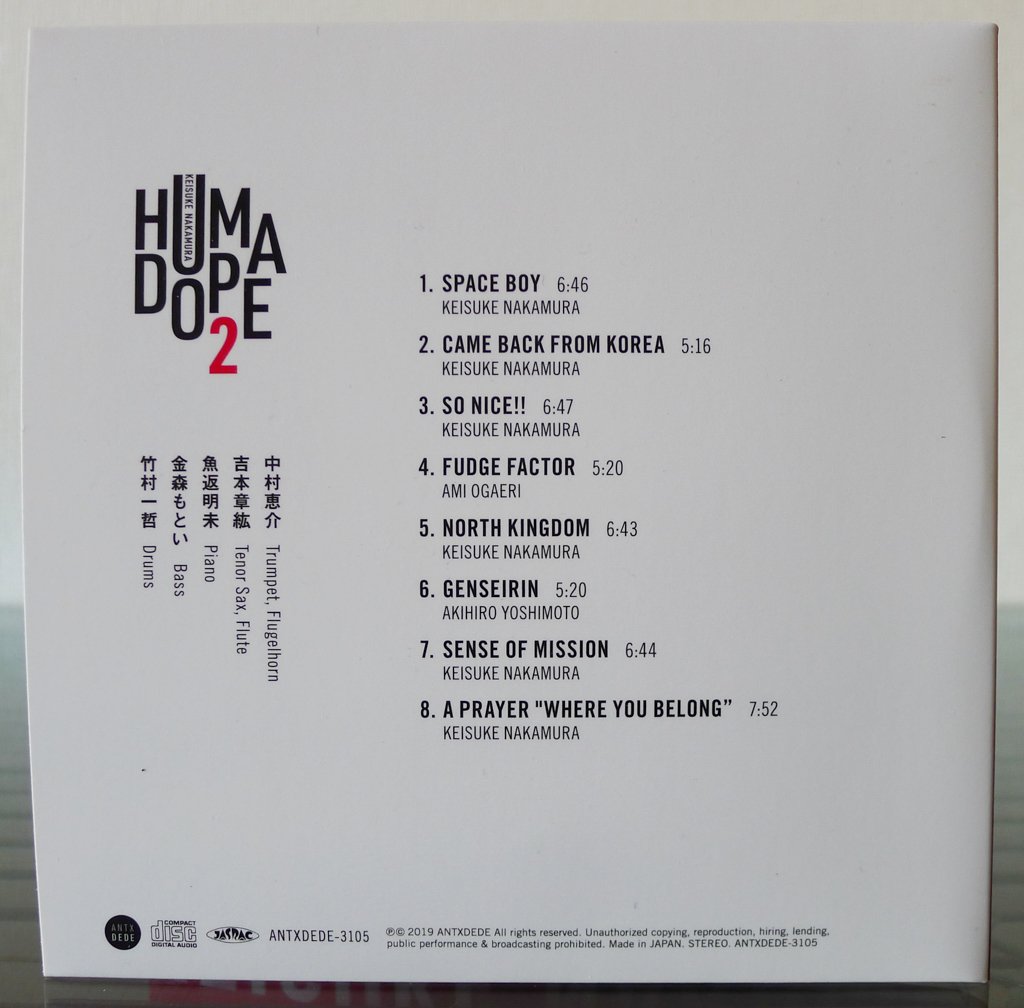 KEISUKE NAKAMURA
HUMA
DOPE
2
1. SPACE BOY 6:46
KEISUKE NAKAMURA
2. CAME BACK FROM KOREA 5:16
KEISUKE NAKAMURA
3. SO NICE!! 6:47
KEISUKE NAKAMURA
4. FUDGE FACTOR 5:20
AMI OGAERI
5. NORTH KINGDOM 6:43
KEISUKE NAKAMURA
6. GENSEIRIN 5:20
AKIHIRO YOSHIMOTO
7. SENSE OF MISSION 6:44
KEISUKE NAKAMURA
8. A PRAYER "WHERE YOU BELONG” 7:52
KEISUKE NAKAMURA
中村恵介 Trumpet, Flugelhorn
吉本章紘 Tenor Sax, Flute
魚返明未 Piano
金森もとい Bass
竹村一哲 Drums
ANTX
DEDE
COMPACT
disc
DIGITAL AUDIO
JASRAC
ANTXDEDE-3105
℗© 2019 ANTXDEDE All rights reserved. Unauthorized copying, reproduction, hiring, lending,
public performance & broadcasting prohibited. Made in JAPAN. STEREO. ANTXDEDE-3105